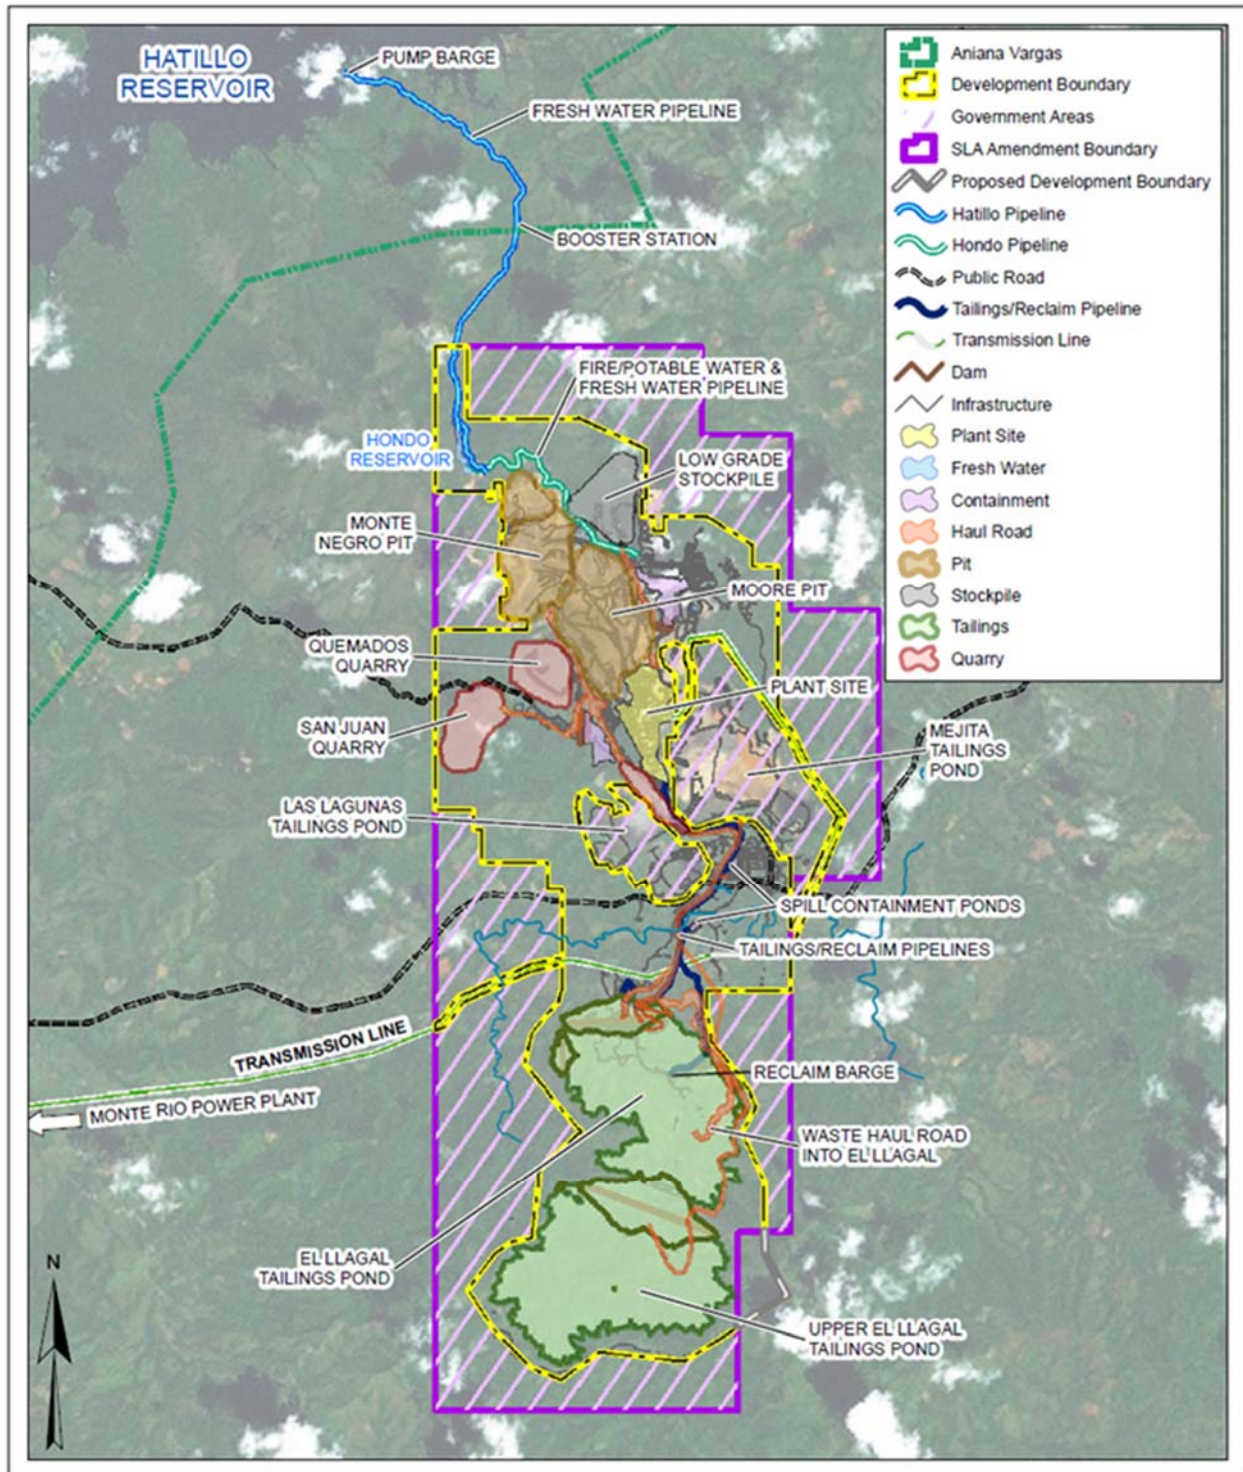 HATILLO
RESERVOIR
PUMP BARGE
FRESH WATER PIPELINE
BOOSTER STATION
FIRE/POTABLE WATER &
FRESH WATER PIPELINE
HONDO
RESERVOIR
LOW GRADE
STOCKPILE
MONTE
NEGRO PIT
MOORE PIT
QUEMADOS
QUARRY
PLANT SITE
SAN JUAN
QUARRY
MEJITA
TAILINGS
POND
LAS LAGUNAS
TAILINGS POND
SPILL CONTAINMENT PONDS
TAILINGS/RECLAIM PIPELINES
TRANSMISSION LINE
MONTE RIO POWER PLANT
RECLAIM BARGE
WASTE HAUL ROAD
INTO EL LLAGAL
EL LLAGAL
TAILINGS POND
UPPER EL LLAGAL
TAILINGS POND
N
Aniana Vargas
Development Boundary
Government Areas
SLA Amendment Boundary
Proposed Development Boundary
Hatillo Pipeline
Hondo Pipeline
Public Road
Tailings/Reclaim Pipeline
Transmission Line
Dam
Infrastructure
Plant Site
Fresh Water
Containment
Haul Road
Pit
Stockpile
Tailings
Quarry